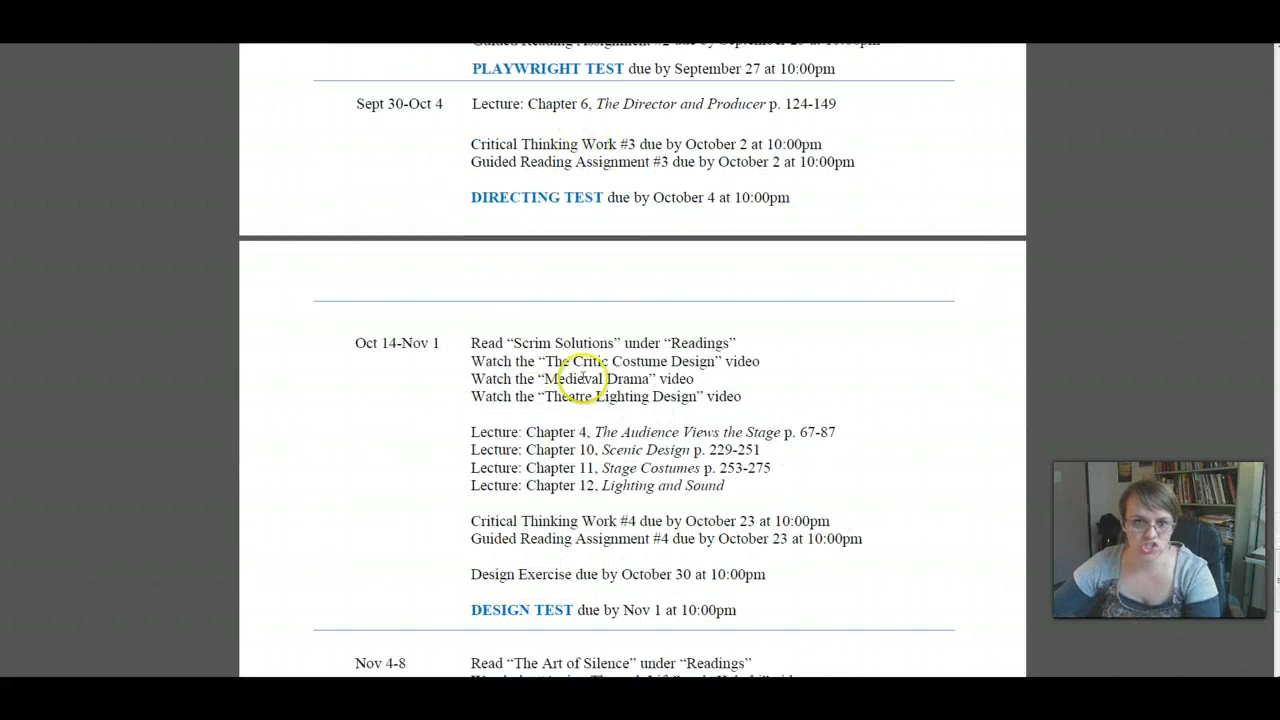 PLAYWRIGHT TEST due by September 27 at 10:00pm
Sept 30-Oct 4 Lecture: Chapter 6, The Director and Producer p. 124-149
Critical Thinking Work #3 due by October 2 at 10:00pm
Guided Reading Assignment #3 due by October 2 at 10:00pm
DIRECTING TEST due by October 4 at 10:00pm
Oct 14-Nov 1 Read “Scrim Solutions” under “Readings”
Watch the “The Critic Costume Design” video
Watch the “Medieval Drama” video
Watch the “Theatre Lighting Design” video
Lecture: Chapter 4, The Audience Views the Stage p. 67-87
Lecture: Chapter 10, Scenic Design p. 229-251
Lecture: Chapter 11, Stage Costumes p. 253-275
Lecture: Chapter 12, Lighting and Sound
Critical Thinking Work #4 due by October 23 at 10:00pm
Guided Reading Assignment #4 due by October 23 at 10:00pm
Design Exercise due by October 30 at 10:00pm
DESIGN TEST due by Nov 1 at 10:00pm
Nov 4-8 Read “The Art of Silence” under “Readings”